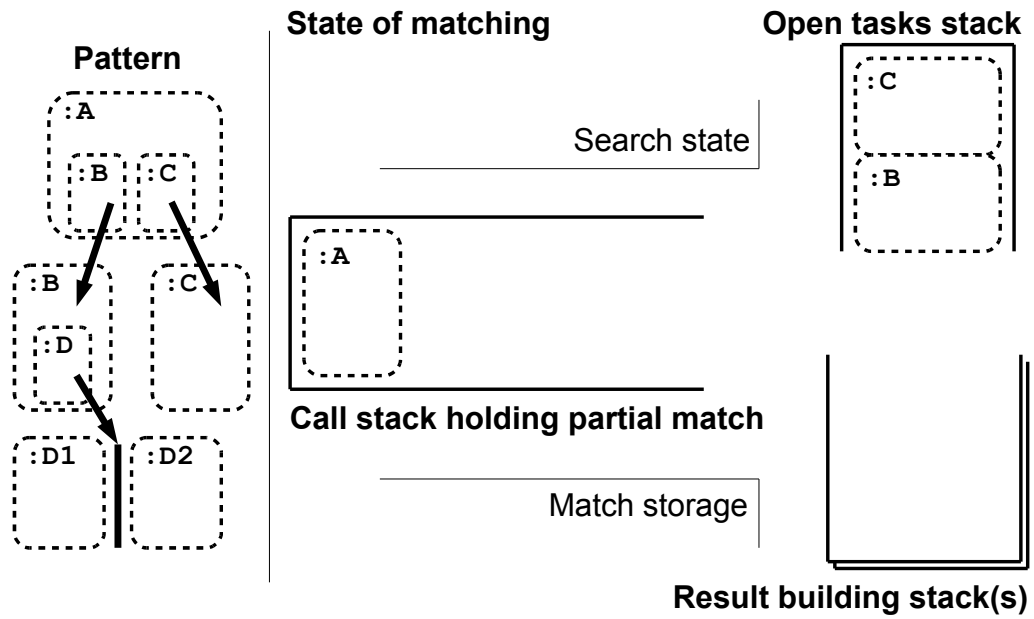 State of matching
Open tasks stack
Pattern
:A
:B
:C
:B
:C
:D
:D1
:D2
Search state
:A
Call stack holding partial match
Match storage
:C
:B
Result building stack(s)